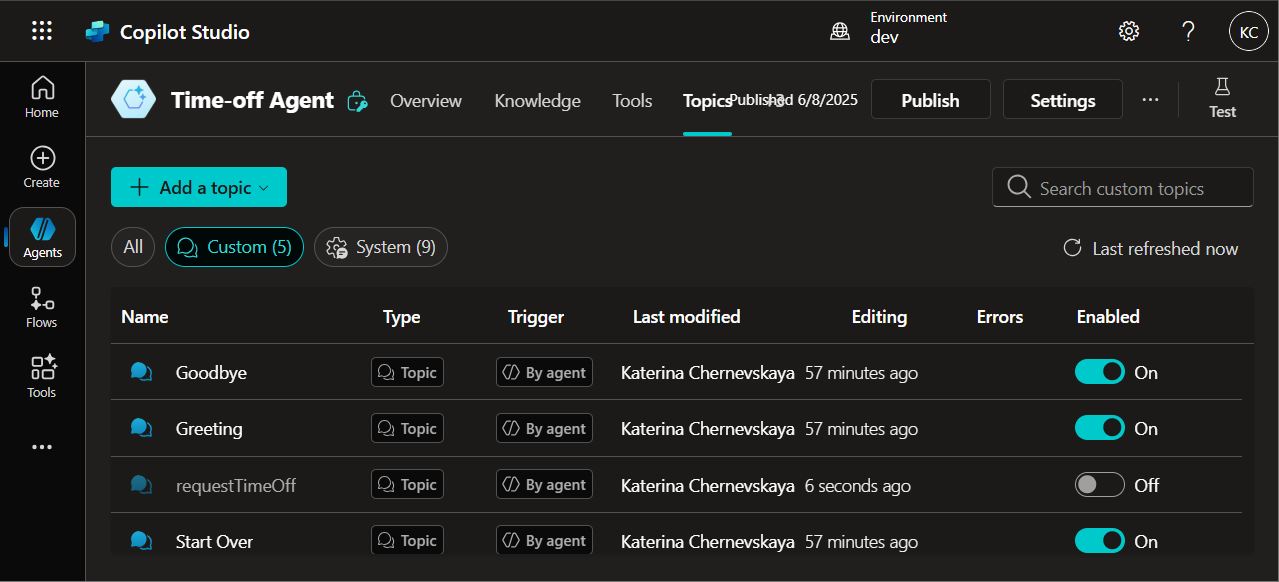 Copilot Studio
Environment
dev
KC
Home
Create
Agents
Flows
Tools
Time-off Agent
Overview
Knowledge
Tools
Topics
Published 6/8/2025
+3
Publish
Settings
Test
Add a topic
Search custom topics
All
Custom (5)
System (9)
Last refreshed now
Name Type Trigger Last modified Editing Errors Enabled
Goodbye Topic By agent Katerina Chernevskaya 57 minutes ago On
Greeting Topic By agent Katerina Chernevskaya 57 minutes ago On
requestTimeOff Topic By agent Katerina Chernevskaya 6 seconds ago Off
Start Over Topic By agent Katerina Chernevskaya 57 minutes ago On